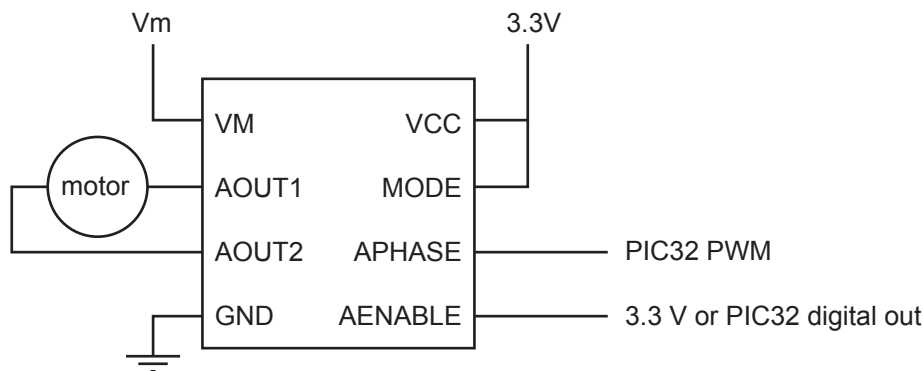 Vm
3.3V
VM
VCC
motor
AOUT1
MODE
AOUT2
APHASE
PIC32 PWM
GND
AENABLE
3.3 V or PIC32 digital out